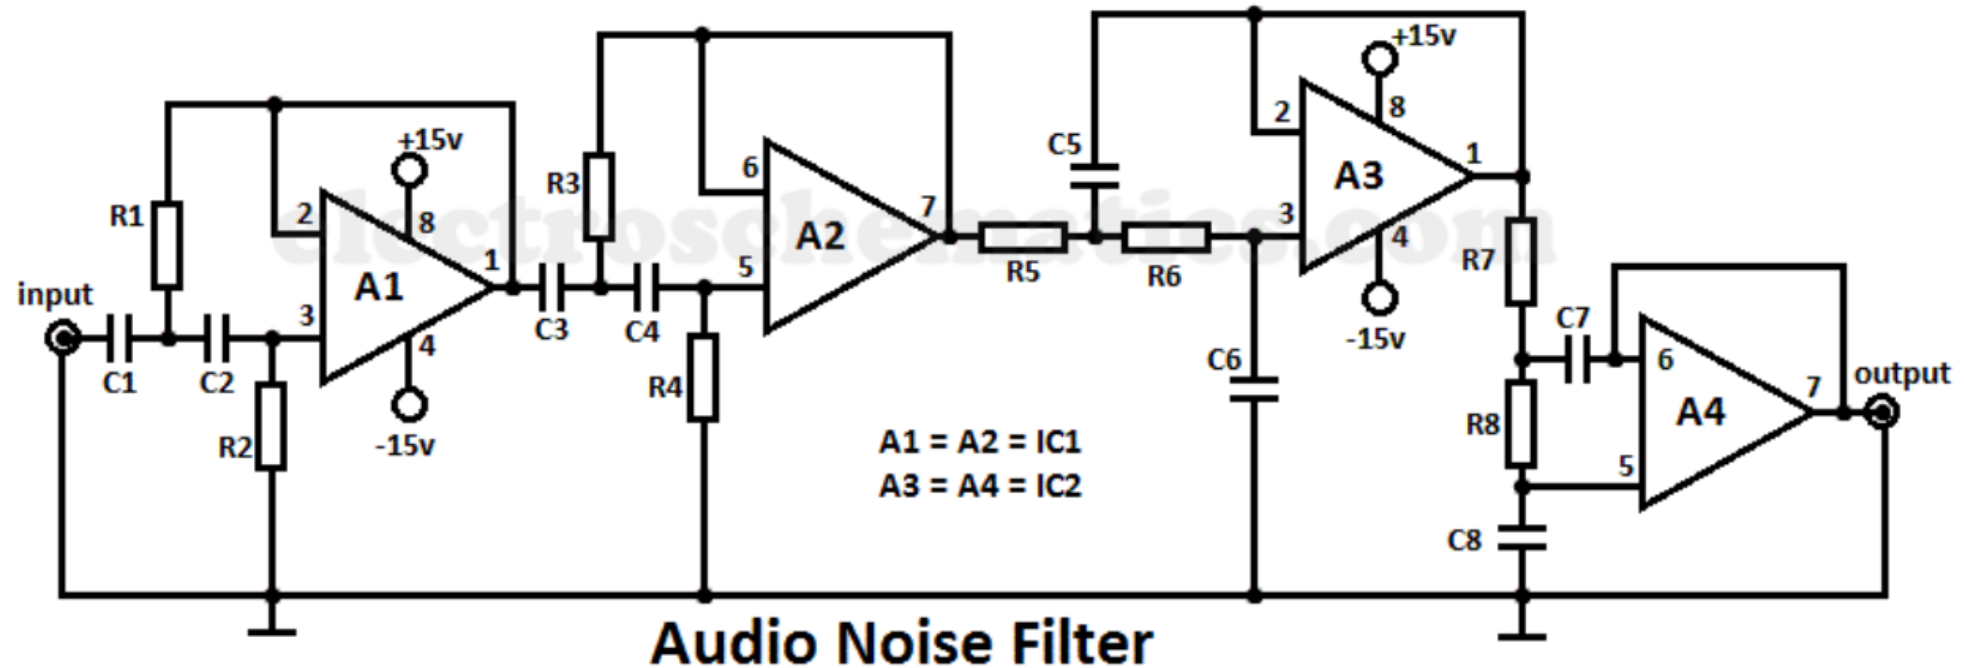 +15v
+15v
8
2
C5
1
A3
6
R3
R1
2
8
7
3
4
A2
1
5
R5
R6
R7
A1
input
3
C3
C4
-15v
C7
4
C6
6
C1
C2
R4
7
output
A4
R2
-15v
R8
A1 = A2 = IC1
5
A3 = A4 = IC2
C8
electroschematics.com
Audio Noise Filter